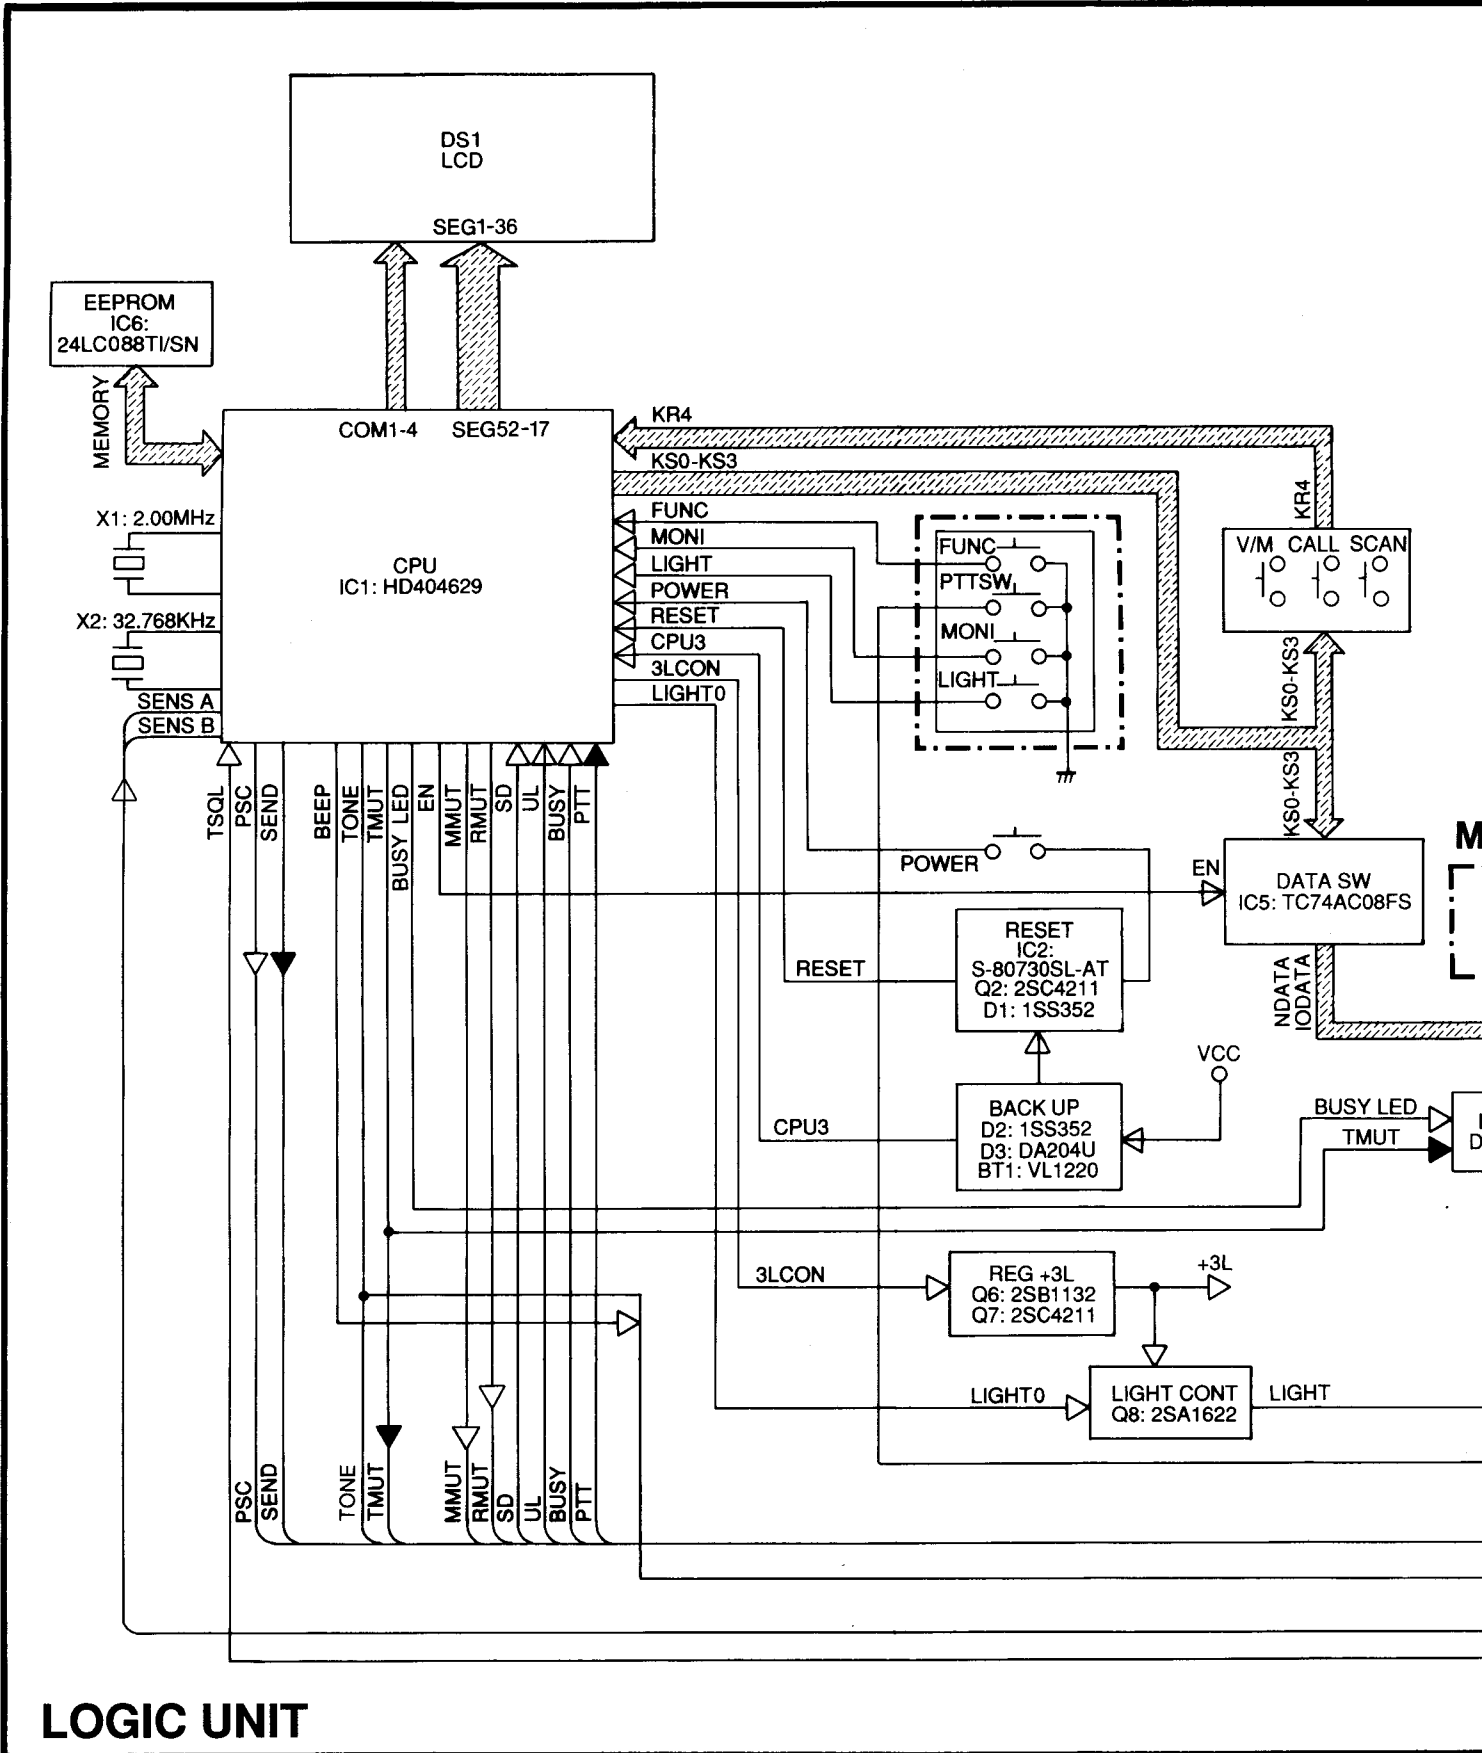 DS1
LCD
SEG1-36
EEPROM
IC6:
24LC088TI/SN
MEMORY
COM1-4
SEG52-17
CPU
IC1: HD404629
X1: 2.00MHz
X2: 32.768KHz
SENS A
SENS B
KR4
KS0-KS3
FUNC
MONI
LIGHT
POWER
RESET
CPU3
3LCON
LIGHT0
FUNC
PTTSW
MONI
LIGHT
KR4
V/M CALL SCAN
KS0-KS3
KS0-KS3
TSQL
PSC
SEND
BEEP
TONE
TMUT
BUSY LED
EN
MMUT
RMUT
SD
UL
BUSY
PTT
POWER
EN
DATA SW
IC5: TC74AC08FS
M
RESET
RESET
IC2:
S-80730SL-AT
Q2: 2SC4211
D1: 1SS352
NDATA
IODATA
VCC
CPU3
BACK UP
D2: 1SS352
D3: DA204U
BT1: VL1220
BUSY LED
TMUT
D
3LCON
REG +3L
Q6: 2SB1132
Q7: 2SC4211
+3L
LIGHT0
LIGHT CONT
Q8: 2SA1622
LIGHT
PSC
SEND
TONE
TMUT
MMUT
RMUT
SD
UL
BUSY
PTT
LOGIC UNIT